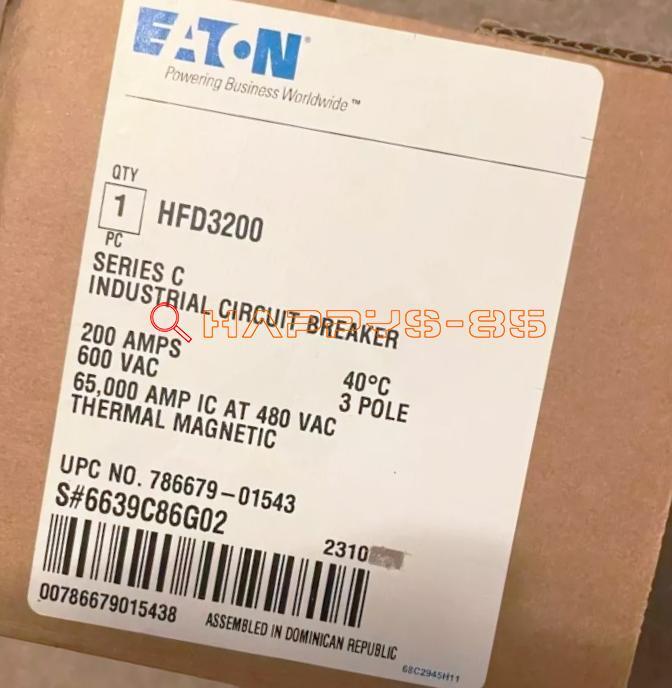 EATON
Powering Business Worldwide™
QTY
1
PC
HFD3200
SERIES C
INDUSTRIAL CIRCUIT BREAKER
HAPPYS-85
200 AMPS
40°C
600 VAC
3 POLE
65,000 AMP IC AT 480 VAC
THERMAL MAGNETIC
UPC NO. 786679-01543
S#6639C86G02
2310
00786679015438
ASSEMBLED IN DOMINICAN REPUBLIC
68C2945H11